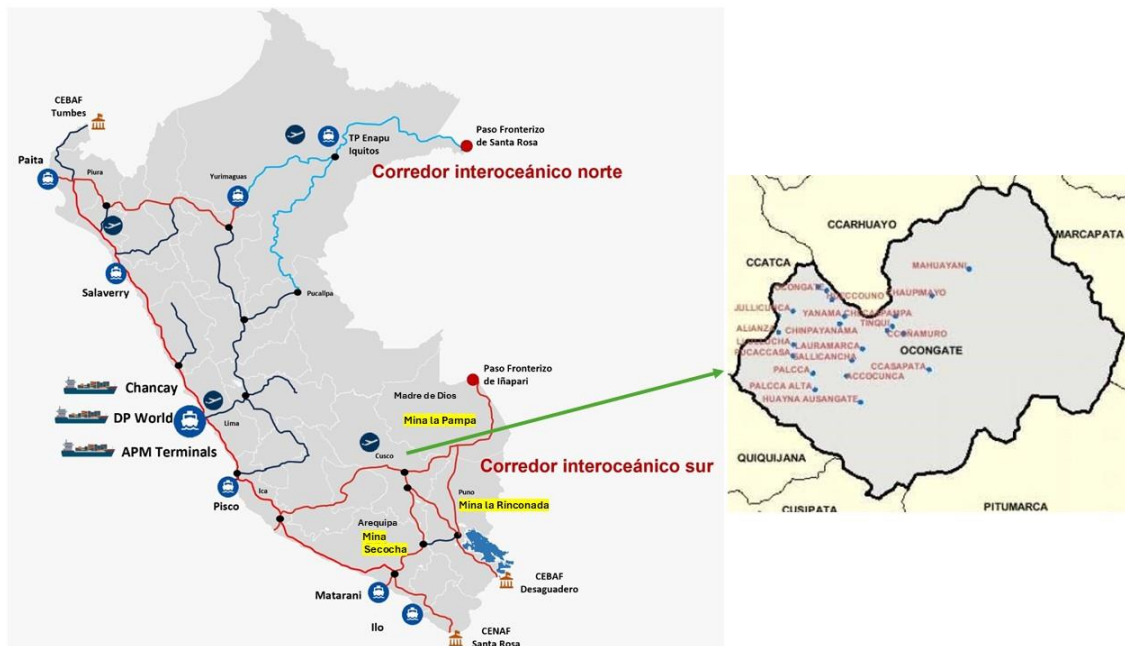 CEBAF
Tumbes
Paita
Piura
Yurimaguas
TP Enapu
Iquitos
Paso Fronterizo
de Santa Rosa
Corredor interoceánico norte
Salaverry
Pucallpa
Chancay
DP World
APM Terminals
Lima
Paso Fronterizo
de Iñapari
Madre de Dios
Mina la Pampa
Cusco
Corredor interoceánico sur
Pisco
Ica
Puno
Mina la Rinconada
Arequipa
Mina
Secocha
Matarani
Ilo
CEBAF
Desaguadero
CENAF
Santa Rosa
CCARHUAYO
MARCAPATA
CCATCA
MAHUAYANI
OCONGATE
CHAUPIMAYO
JULLICUNCA
YANAMA
TINQUI
ALIANZA
CHINPAYANAMA
CCOÑAMURO
LAURAMARCA
OCONGATE
PUCACCASA
SALLICANCHA
CCASAPATA
PALCCA
ACCOCUNCA
PALCCA ALTA
HUAYNA AUSANGATE
QUIQUIJANA
CUSIPATA
PITUMARCA